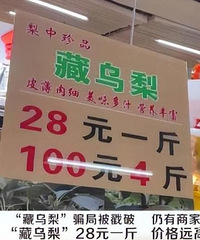 梨中珍品
藏乌梨
皮薄肉细 美味多汁 营养丰富
28元一斤
100元4斤
“藏乌梨”骗局被戳破 仍有商家
“藏乌梨”28元一斤 价格远高